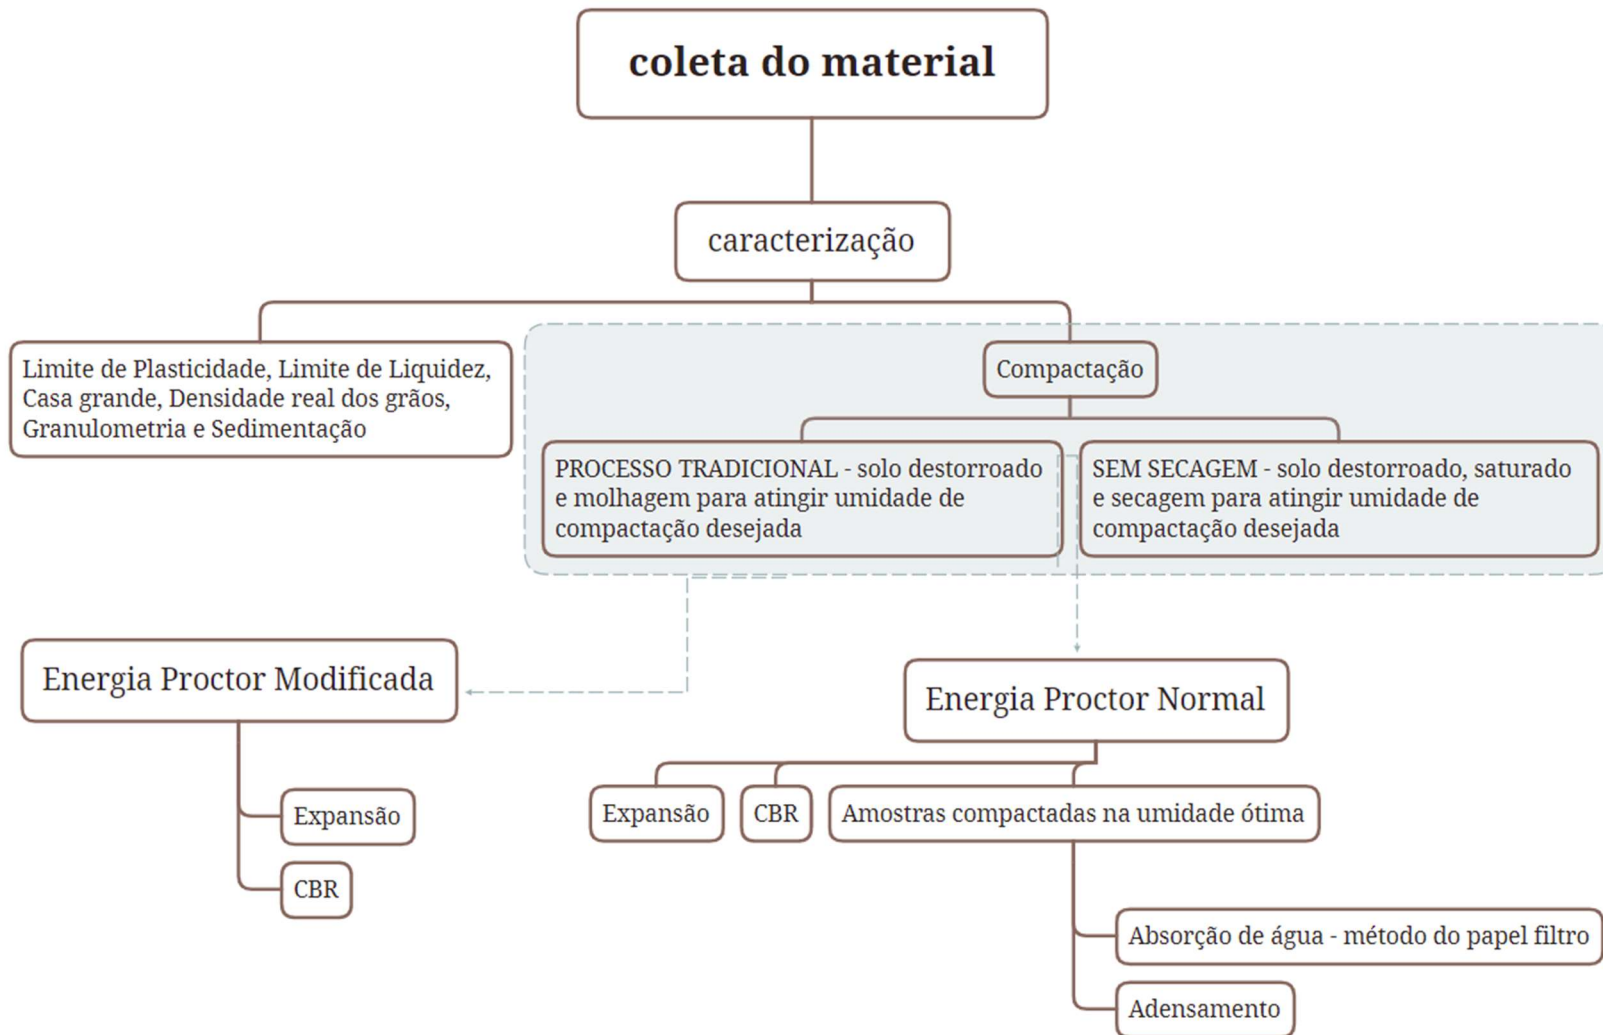 coleta do material
caracterização
Limite de Plasticidade, Limite de Liquidez,
Casa grande, Densidade real dos grãos,
Granulometria e Sedimentação
Compactação
PROCESSO TRADICIONAL - solo destorroado
e molhagem para atingir umidade de
compactação desejada
SEM SECAGEM - solo destorroado, saturado
e secagem para atingir umidade de
compactação desejada
Energia Proctor Modificada
Expansão
CBR
Energia Proctor Normal
Expansão
CBR
Amostras compactadas na umidade ótima
Absorção de água - método do papel filtro
Adensamento